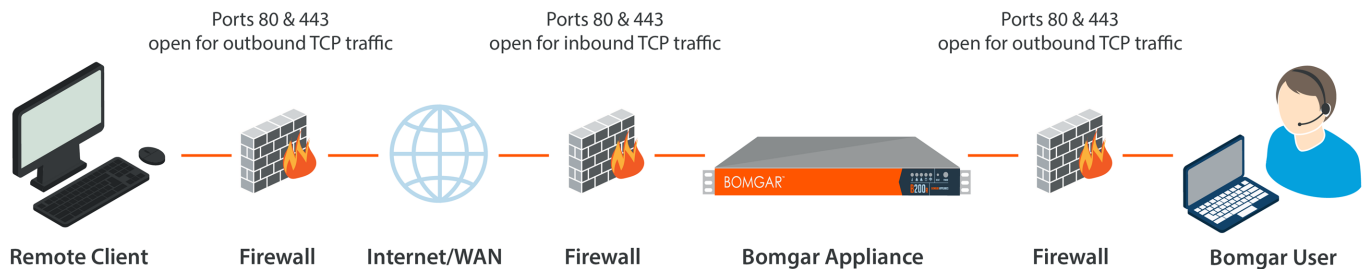 Ports 80 & 443
open for outbound TCP traffic
Ports 80 & 443
open for inbound TCP traffic
Ports 80 & 443
open for outbound TCP traffic
BOMGAR
B200
Remote Client
Firewall
Internet/WAN
Firewall
Bomgar Appliance
Firewall
Bomgar User